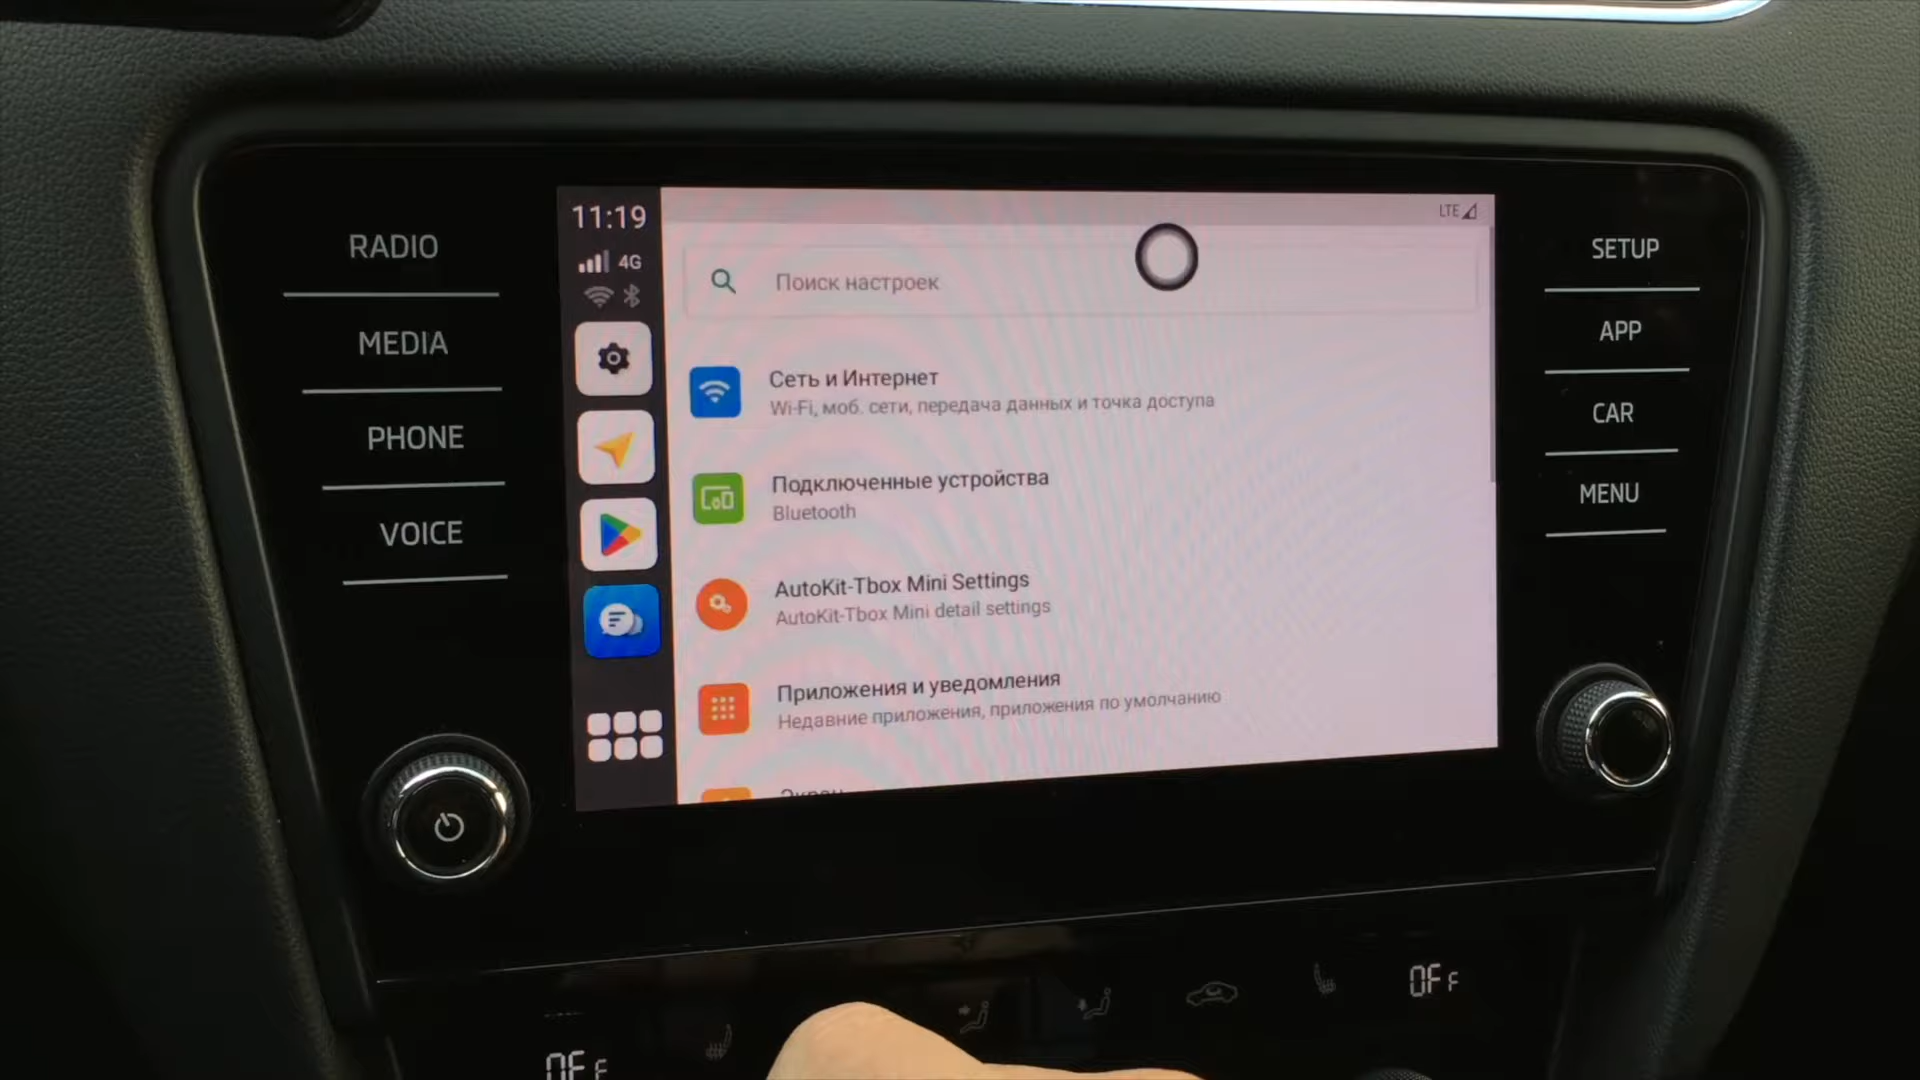 RADIO
MEDIA
PHONE
VOICE
11:19
4G
LTE
Поиск настроек
Сеть и Интернет
Wi-Fi, моб. сети, передача данных и точка доступа
Подключенные устройства
Bluetooth
AutoKit-Tbox Mini Settings
AutoKit-Tbox Mini detail settings
Приложения и уведомления
Недавние приложения, приложения по умолчанию
Экран
SETUP
APP
CAR
MENU
OFF
OFF